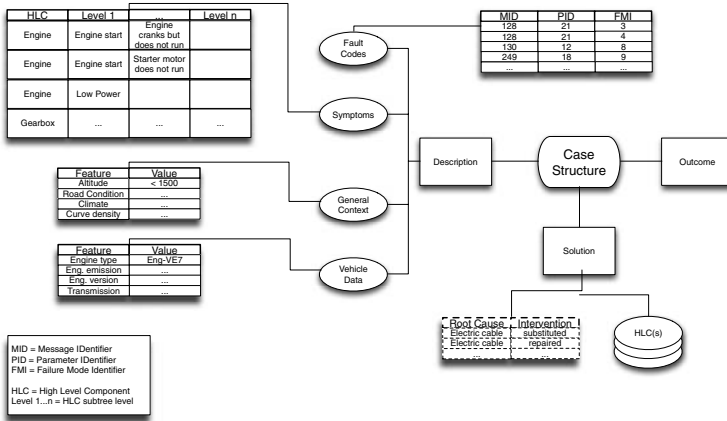 HLC Level 1 ... Level n
Engine Engine start Engine cranks but does not run
Engine Engine start Starter motor does not run
Engine Low Power
Gearbox ... ... ...
Fault Codes
MID PID FMI
128 21 3
128 21 4
130 12 8
249 18 9
... ... ...
Symptoms
Description
Case Structure
Outcome
Feature Value
Altitude < 1500
Road Condition ...
Climate ...
Curve density ...
General Context
Feature Value
Engine type Eng-VE7
Eng. emission ...
Eng. version ...
Transmission ...
Vehicle Data
Solution
Root Cause Intervention
Electric cable substituted
Electric cable repaired
... ...
HLC(s)
MID = Message IDentifier
PID = Parameter IDentifier
FMI = Failure Mode Identifier
HLC = High Level Component
Level 1...n = HLC subtree level